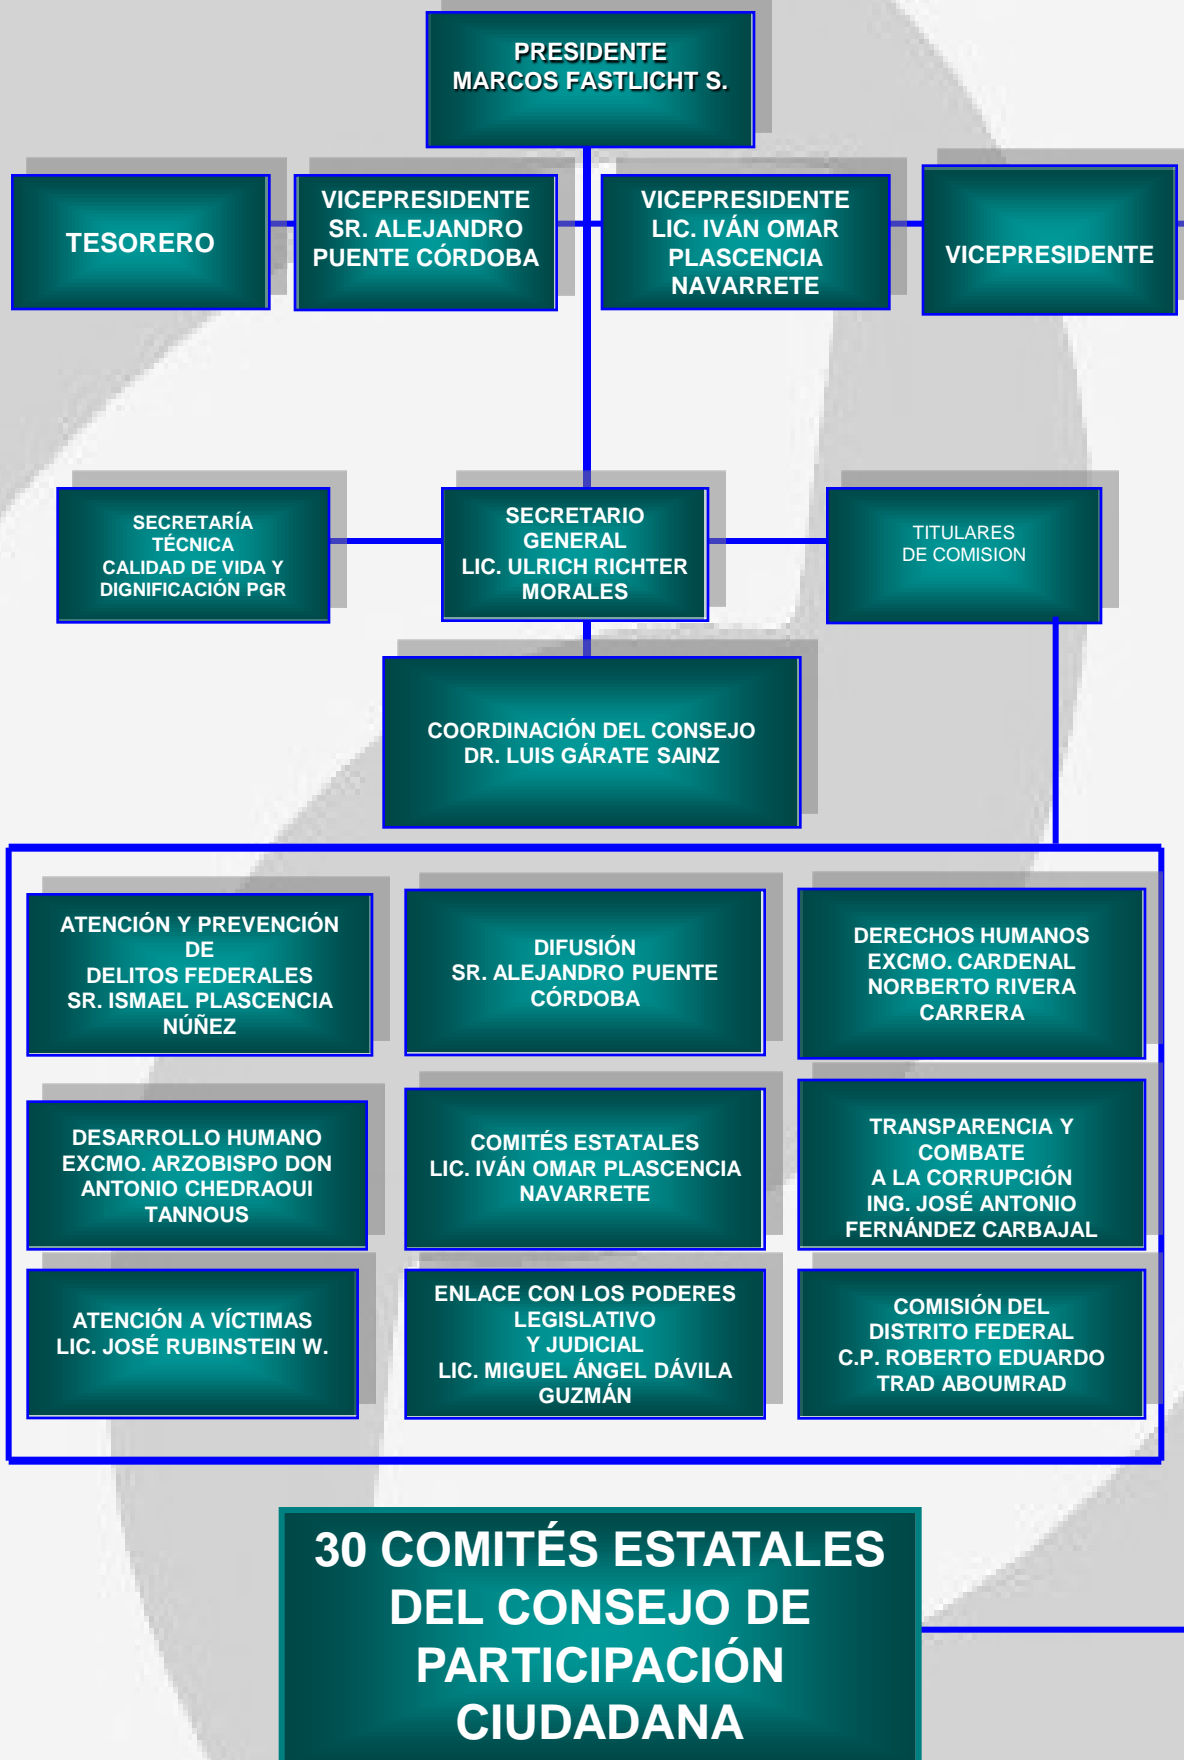 PRESIDENTE
MARCOS FASTLICHT S.
TESORERO
VICEPRESIDENTE
SR. ALEJANDRO
PUENTE CÓRDOBA
VICEPRESIDENTE
LIC. IVÁN OMAR
PLASCENCIA
NAVARRETE
VICEPRESIDENTE
SECRETARÍA
TÉCNICA
CALIDAD DE VIDA Y
DIGNIFICACIÓN PGR
SECRETARIO
GENERAL
LIC. ULRICH RICHTER
MORALES
TITULARES
DE COMISION
COORDINACIÓN DEL CONSEJO
DR. LUIS GÁRATE SAINZ
ATENCIÓN Y PREVENCIÓN
DE
DELITOS FEDERALES
SR. ISMAEL PLASCENCIA
NÚÑEZ
DIFUSIÓN
SR. ALEJANDRO PUENTE
CÓRDOBA
DERECHOS HUMANOS
EXCMO. CARDENAL
NORBERTO RIVERA
CARRERA
DESARROLLO HUMANO
EXCMO. ARZOBISPO DON
ANTONIO CHEDRAOUI
TANNOUS
COMITÉS ESTATALES
LIC. IVÁN OMAR PLASCENCIA
NAVARRETE
TRANSPARENCIA Y
COMBATE
A LA CORRUPCIÓN
ING. JOSÉ ANTONIO
FERNÁNDEZ CARBAJAL
ATENCIÓN A VÍCTIMAS
LIC. JOSÉ RUBINSTEIN W.
ENLACE CON LOS PODERES
LEGISLATIVO
Y JUDICIAL
LIC. MIGUEL ÁNGEL DÁVILA
GUZMÁN
COMISIÓN DEL
DISTRITO FEDERAL
C.P. ROBERTO EDUARDO
TRAD ABOUMRAD
30 COMITÉS ESTATALES
DEL CONSEJO DE
PARTICIPACIÓN
CIUDADANA